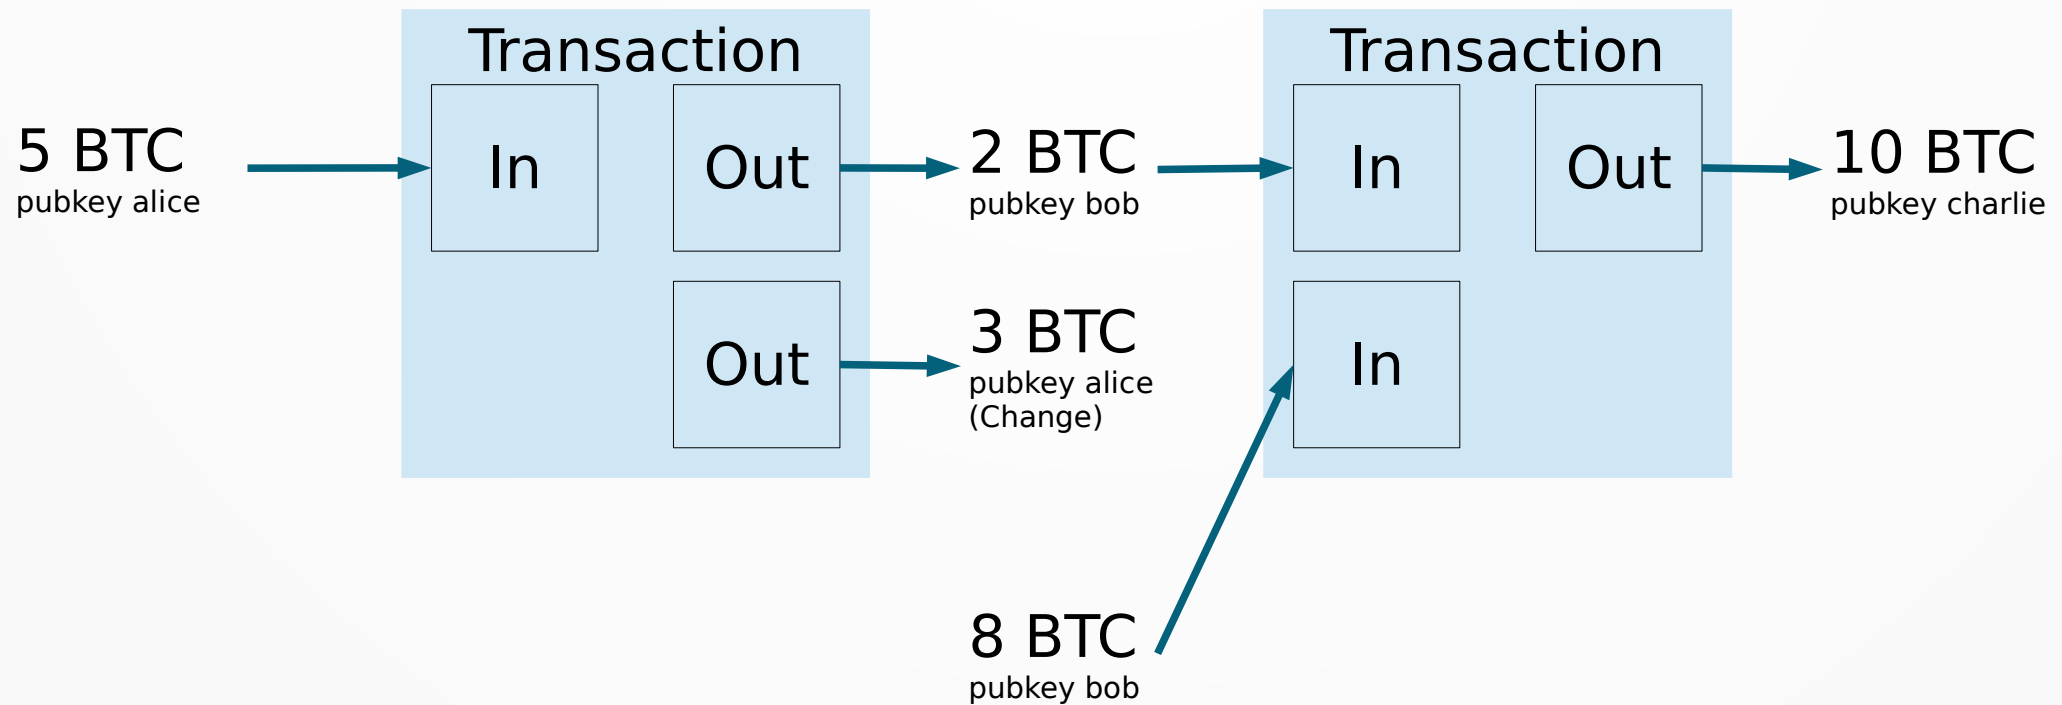 Transaction
Transaction
5 BTC
pubkey alice
In
Out
2 BTC
pubkey bob
In
Out
10 BTC
pubkey charlie
Out
3 BTC
pubkey alice
(Change)
In
8 BTC
pubkey bob